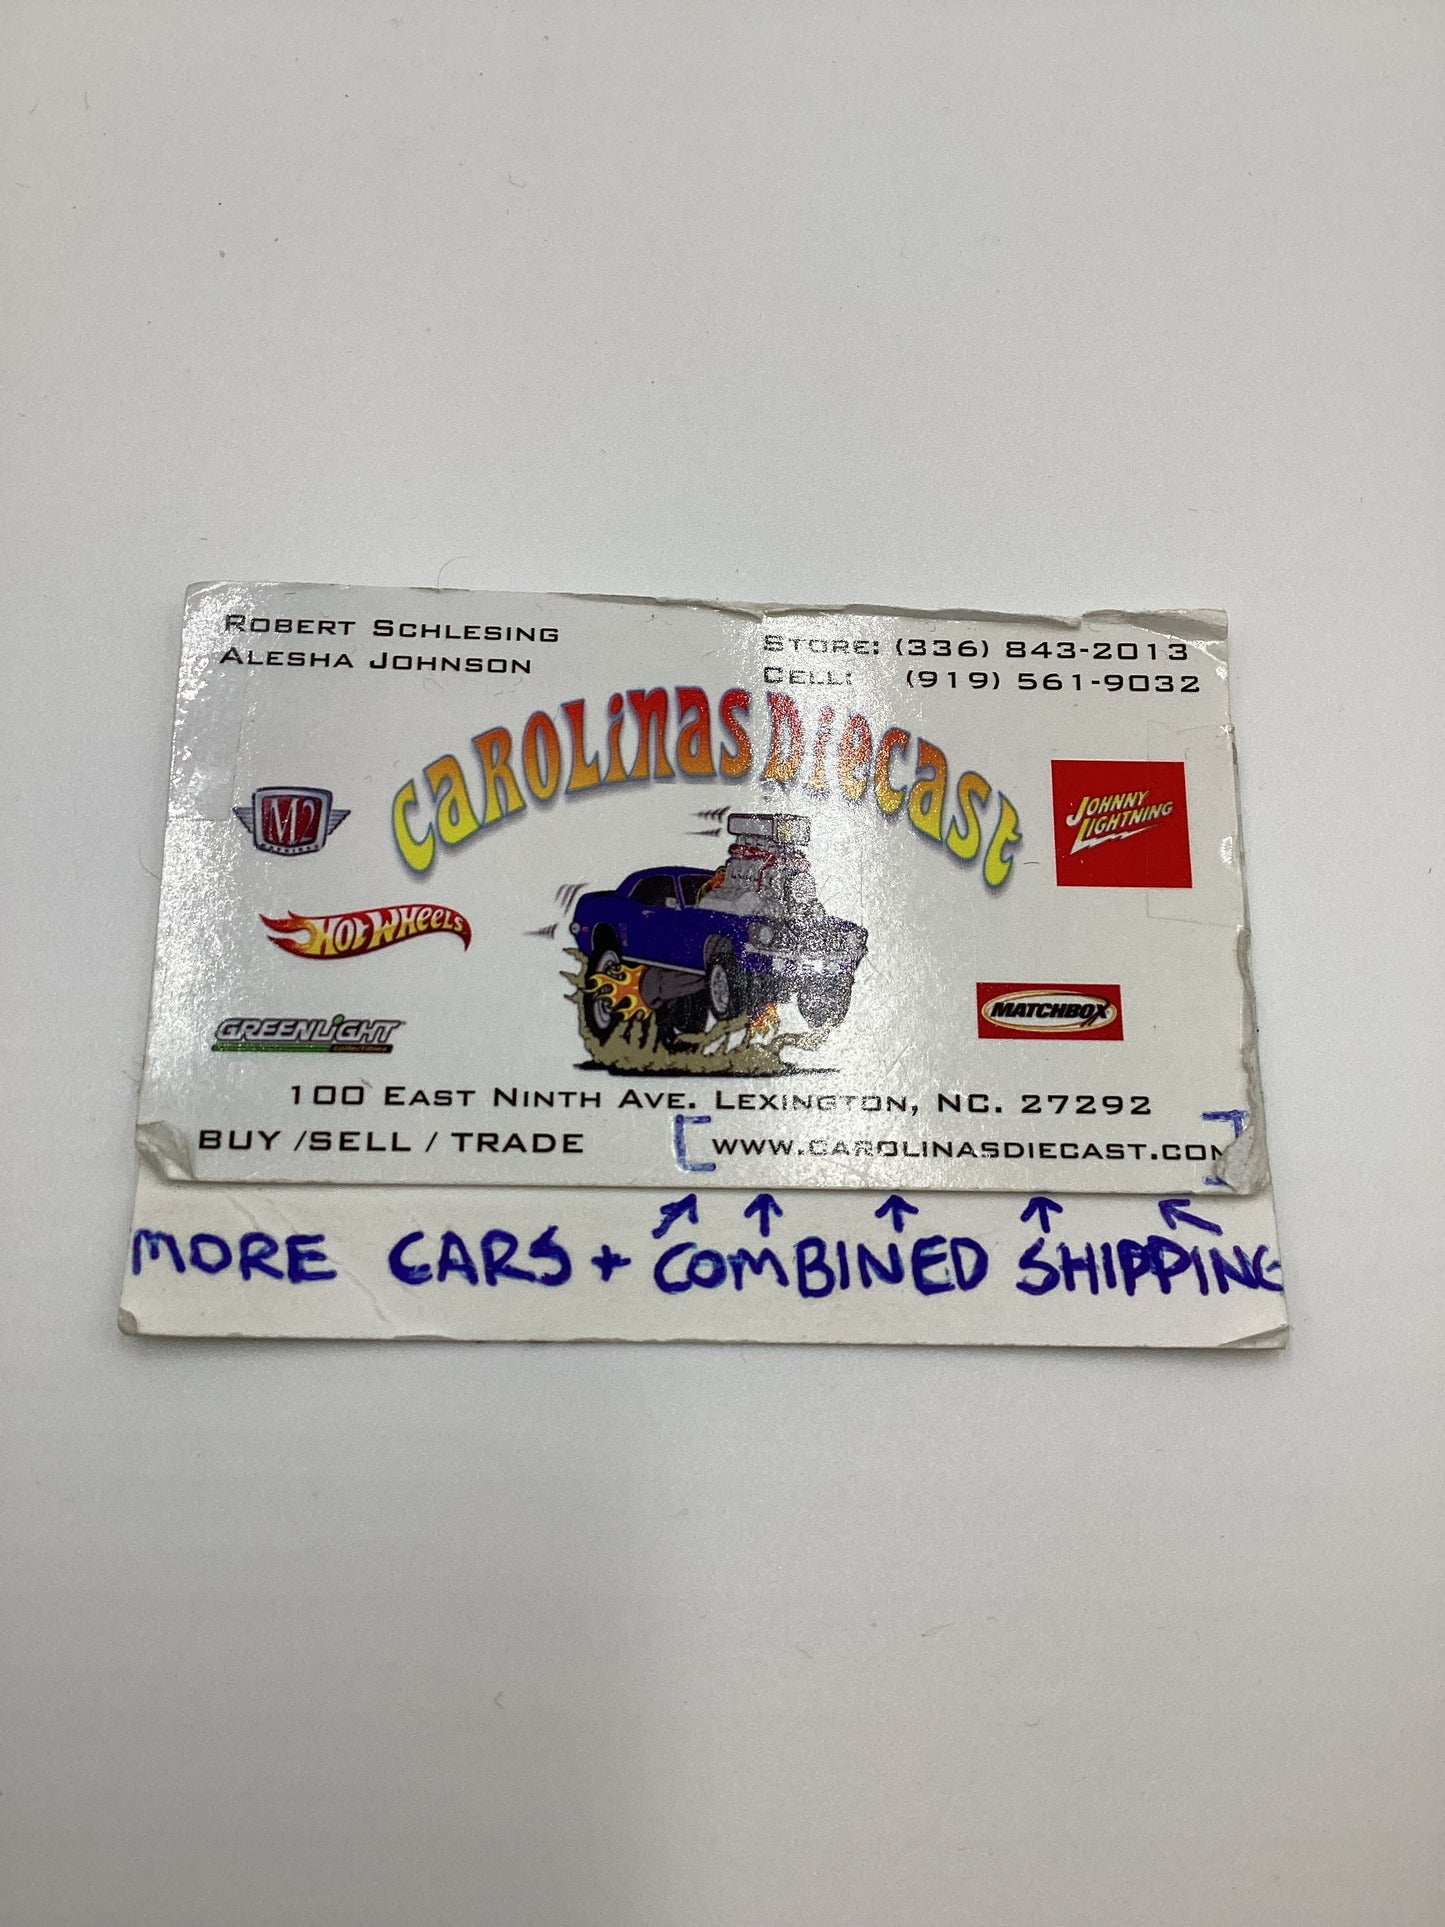 ROBERT SCHLESING
ALESHA JOHNSON
STORE: (336) 843-2013
CELL: (919) 561-9032
CAROLINAS DIECAST
M2
MACHINES
JOHNNY
LIGHTNING
HOT WHEELS
MATCHBOX
GREENLIGHT
collectibles
100 EAST NINTH AVE. LEXINGTON, NC. 27292
BUY /SELL / TRADE
[WWW.CAROLINASDIECAST.COM]
MORE CARS + COMBINED SHIPPING